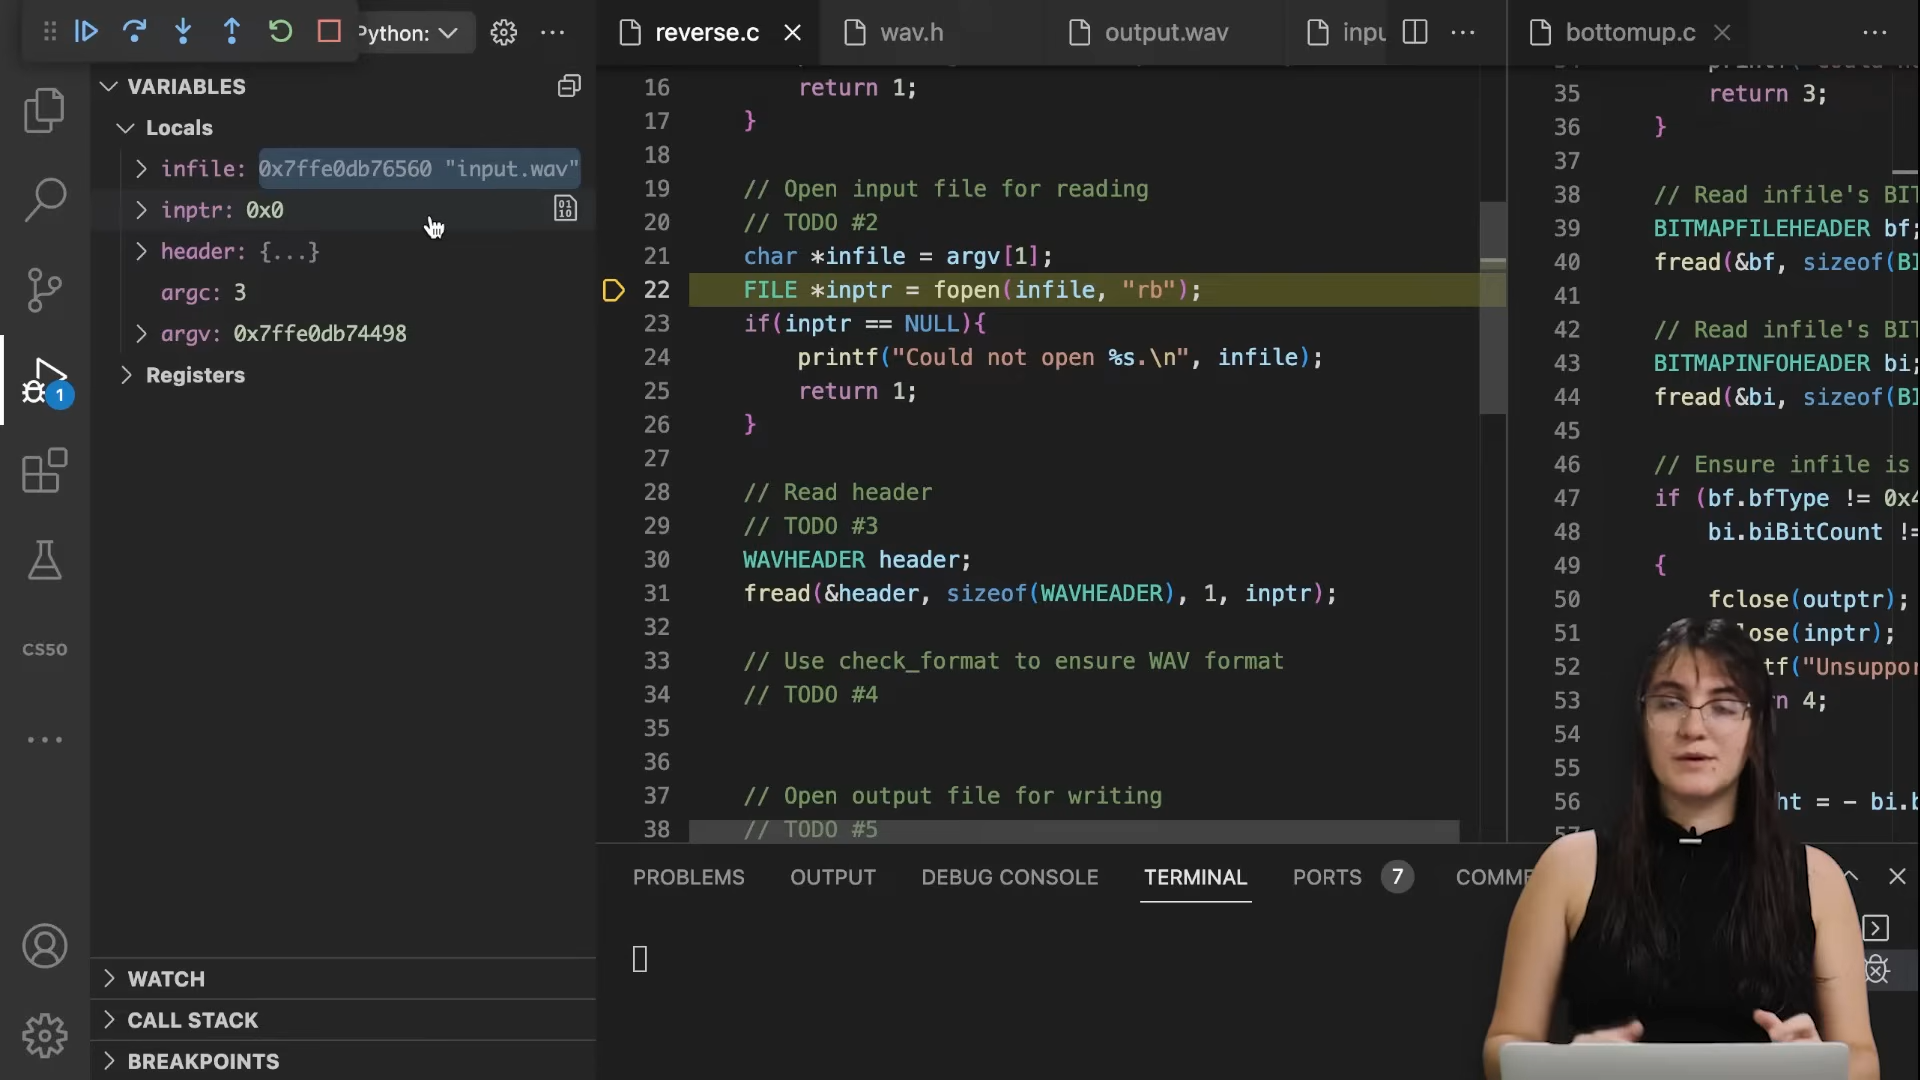 Python:
VARIABLES
Locals
infile: 0x7ffe0db76560 "input.wav"
inptr: 0x0
header: {...}
argc: 3
argv: 0x7ffe0db74498
Registers
1
CS50
WATCH
CALL STACK
BREAKPOINTS
reverse.c
wav.h
output.wav
bottomup.c
16 return 1;
17 }
18
19 // Open input file for reading
20 // TODO #2
21 char *infile = argv[1];
22 FILE *inptr = fopen(infile, "rb");
23 if(inptr == NULL){
24 printf("Could not open %s.\n", infile);
25 return 1;
26 }
27
28 // Read header
29 // TODO #3
30 WAVHEADER header;
31 fread(&header, sizeof(WAVHEADER), 1, inptr);
32
33 // Use check_format to ensure WAV format
34 // TODO #4
35
36
37 // Open output file for writing
38 // TODO #5
35 return 3;
36 }
37
38 // Read infile's
39 BITMAPFILEHEADER bf;
40 fread(&bf, sizeof(
41
42 // Read infile's
43 BITMAPINFOHEADER bi;
44 fread(&bi, sizeof(
45
46 // Ensure infile is
47 if (bf.bfType !=
48 bi.biBitCount !=
49 {
50 fclose(outptr);
51 (inptr);
52
53 4;
54
55
56 = -
PROBLEMS
OUTPUT
DEBUG CONSOLE
TERMINAL
PORTS 7